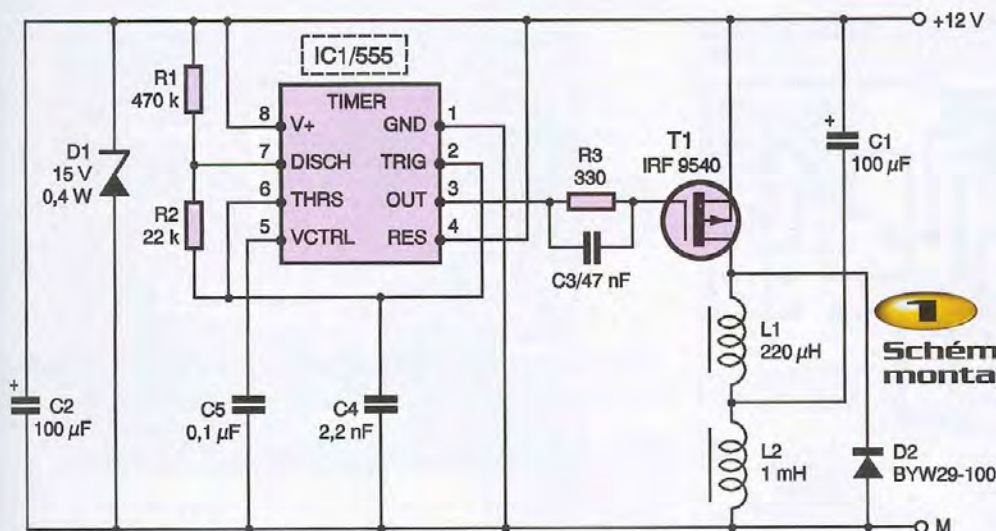 +12 V
IC1/555
R1
470 k
TIMER
8
V+
GND
1
7
DISCH
TRIG
2
6
THRS
OUT
3
5
VCTRL
RES
4
D1
15 V
0,4 W
R2
22 k
R3
330
C3/47 nF
T1
IRF 9540
+
C1
100 µF
L1
220 µH
1
Schém
monta
+
C2
100 µF
C5
0,1 µF
C4
2,2 nF
L2
1 mH
D2
BYW29-100
M